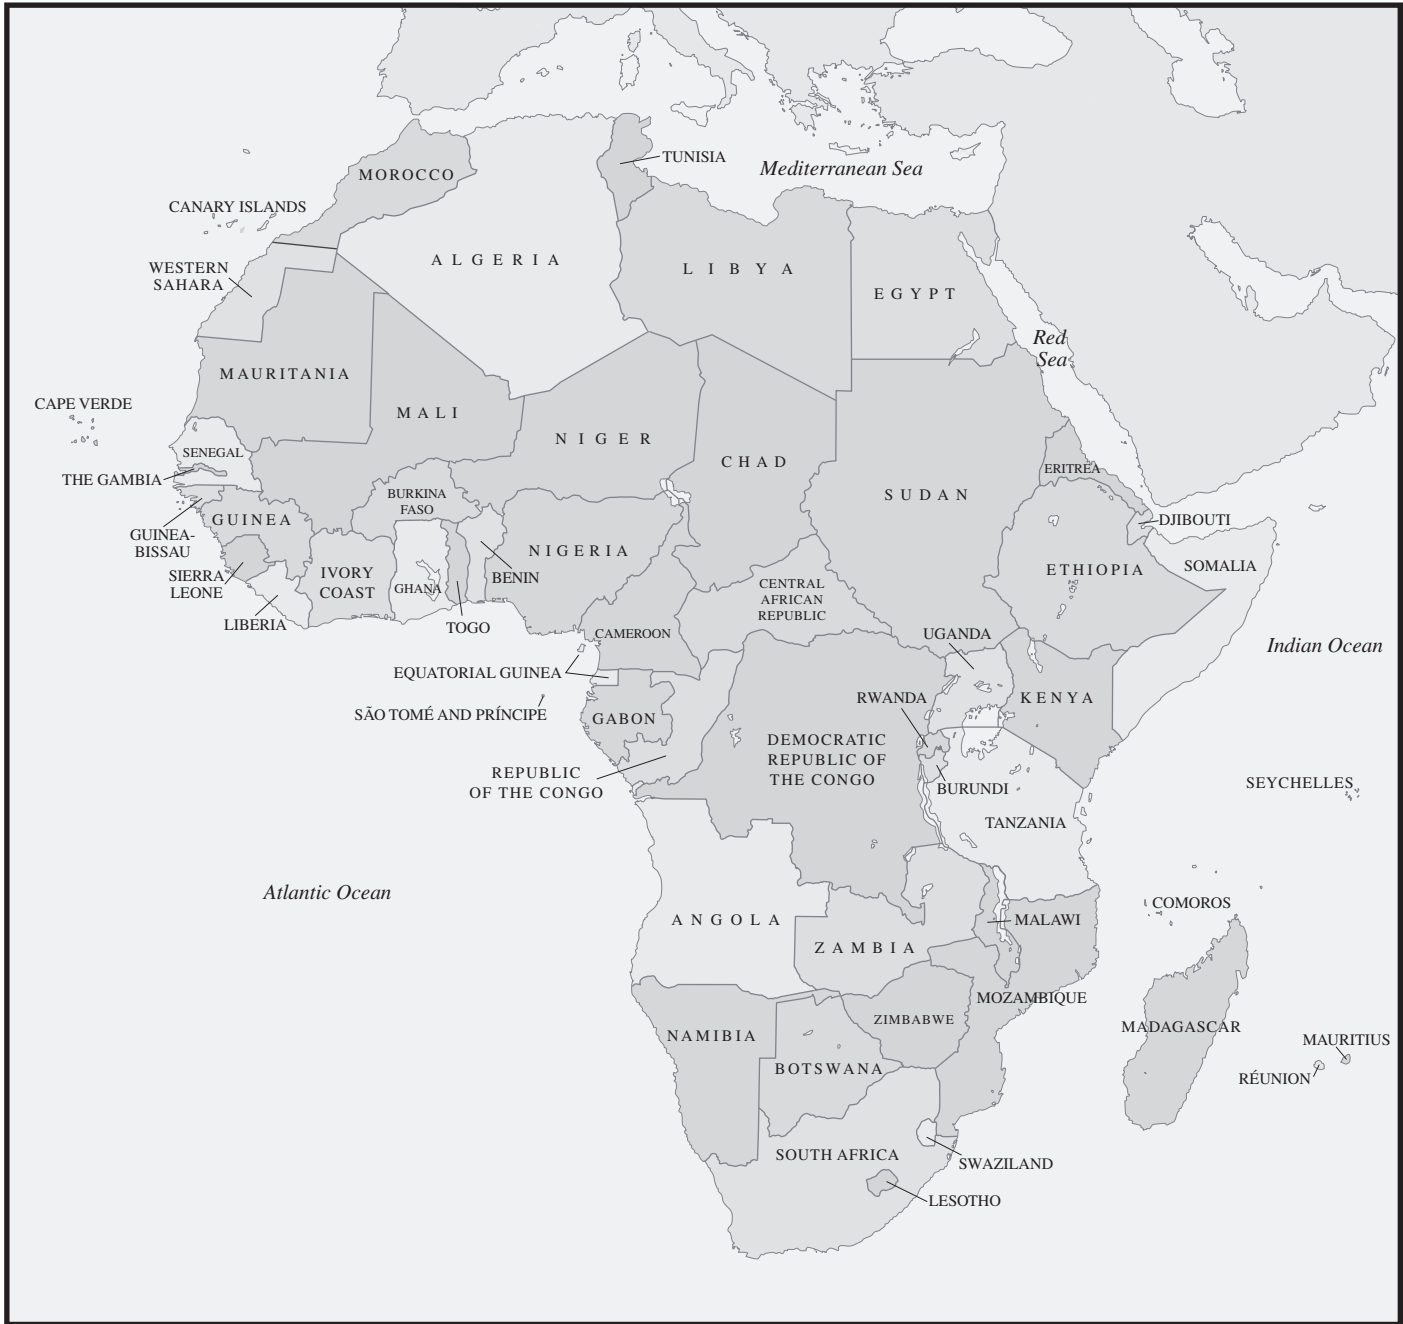 TUNISIA
Mediterranean Sea
MOROCCO
CANARY ISLANDS
ALGERIA
LIBYA
WESTERN
SAHARA
EGYPT
Red
Sea
MAURITANIA
CAPE VERDE
MALI
NIGER
CHAD
SENEGAL
ERITREA
THE GAMBIA
SUDAN
BURKINA
FASO
GUINEA
DJIBOUTI
GUINEA-
BISSAU
NIGERIA
SOMALIA
ETHIOPIA
SIERRA
LEONE
IVORY
COAST
BENIN
GHANA
CENTRAL
AFRICAN
REPUBLIC
LIBERIA
TOGO
CAMEROON
UGANDA
Indian Ocean
EQUATORIAL GUINEA
RWANDA
KENYA
SÃO TOMÉ AND PRÍNCIPE
GABON
DEMOCRATIC
REPUBLIC OF
THE CONGO
REPUBLIC
OF THE CONGO
BURUNDI
SEYCHELLES
TANZANIA
Atlantic Ocean
COMOROS
ANGOLA
MALAWI
ZAMBIA
MOZAMBIQUE
ZIMBABWE
MADAGASCAR
NAMIBIA
MAURITIUS
BOTSWANA
RÉUNION
SOUTH AFRICA
SWAZILAND
LESOTHO